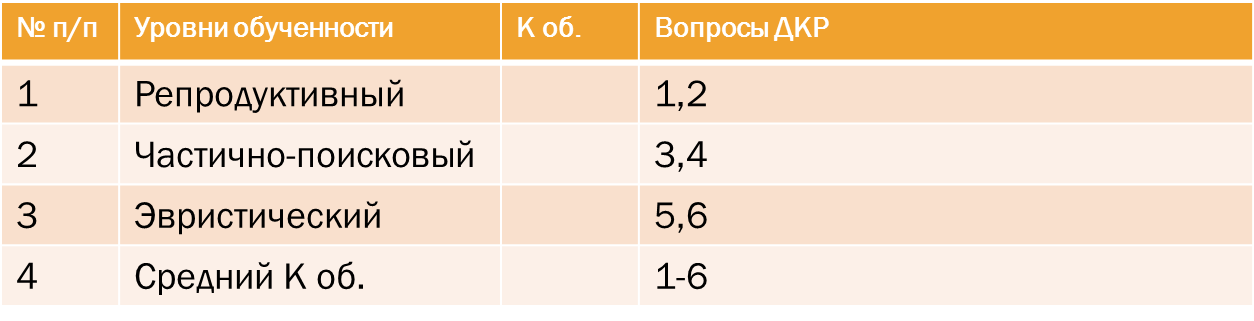 № п/п Уровни обученности К об. Вопросы ДКР
1 Репродуктивный 1,2
2 Частично-поисковый 3,4
3 Эвристический 5,6
4 Средний К об. 1-6